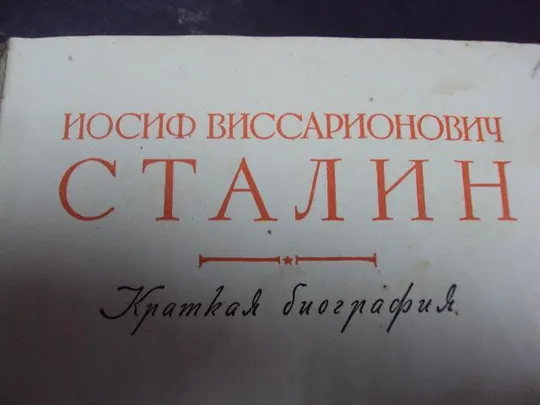 ИОСИФ ВИССАРИОНОВИЧ
СТАЛИН
Краткая биография